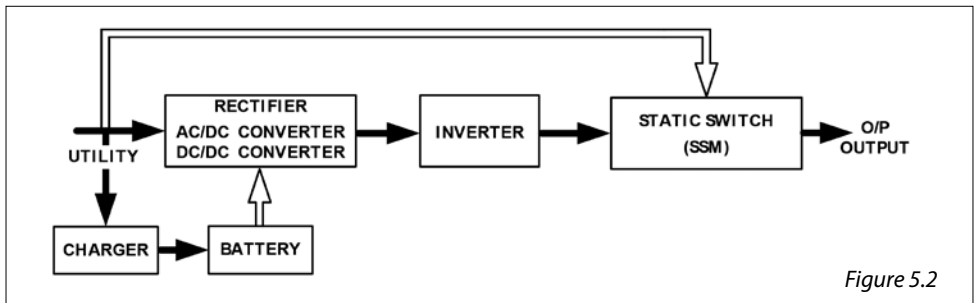 RECTIFIER
AC/DC CONVERTER
DC/DC CONVERTER
INVERTER
STATIC SWITCH
(SSM)
O/P
OUTPUT
UTILITY
CHARGER
BATTERY
Figure 5.2